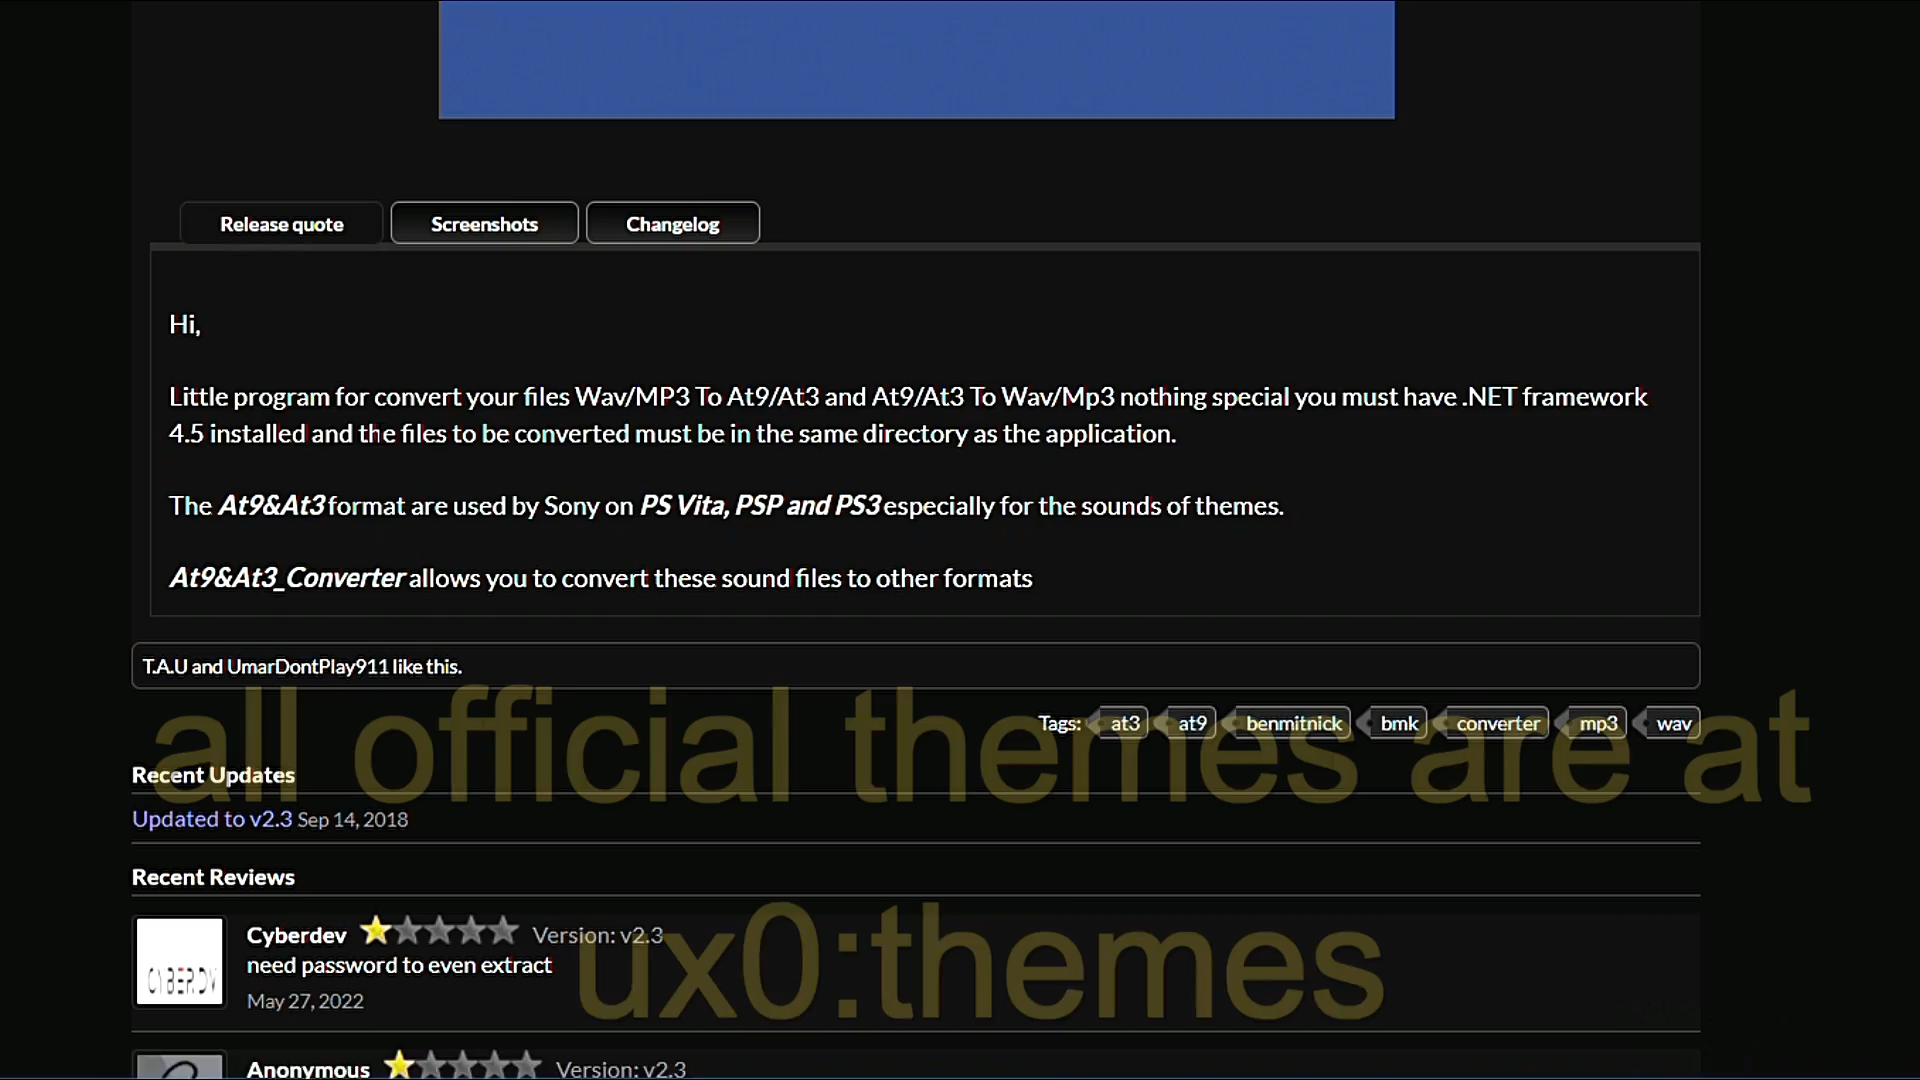 Release quote
Screenshots
Changelog
Hi,
Little program for convert your files Wav/MP3 To At9/At3 and At9/At3 To Wav/Mp3 nothing special you must have .NET framework
4.5 installed and the files to be converted must be in the same directory as the application.
The At9&At3 format are used by Sony on PS Vita, PSP and PS3 especially for the sounds of themes.
At9&At3_Converter allows you to convert these sound files to other formats
T.A.U and UmarDontPlay911 like this.
Tags: at3 at9 benmitnick bmk converter mp3 wav
all official themes are at
Recent Updates
Updated to v2.3 Sep 14, 2018
Recent Reviews
Cyberdev Version: v2.3
need password to even extract
ux0:themes
May 27, 2022
CYBER.DV
Anonymous Version: v2.3